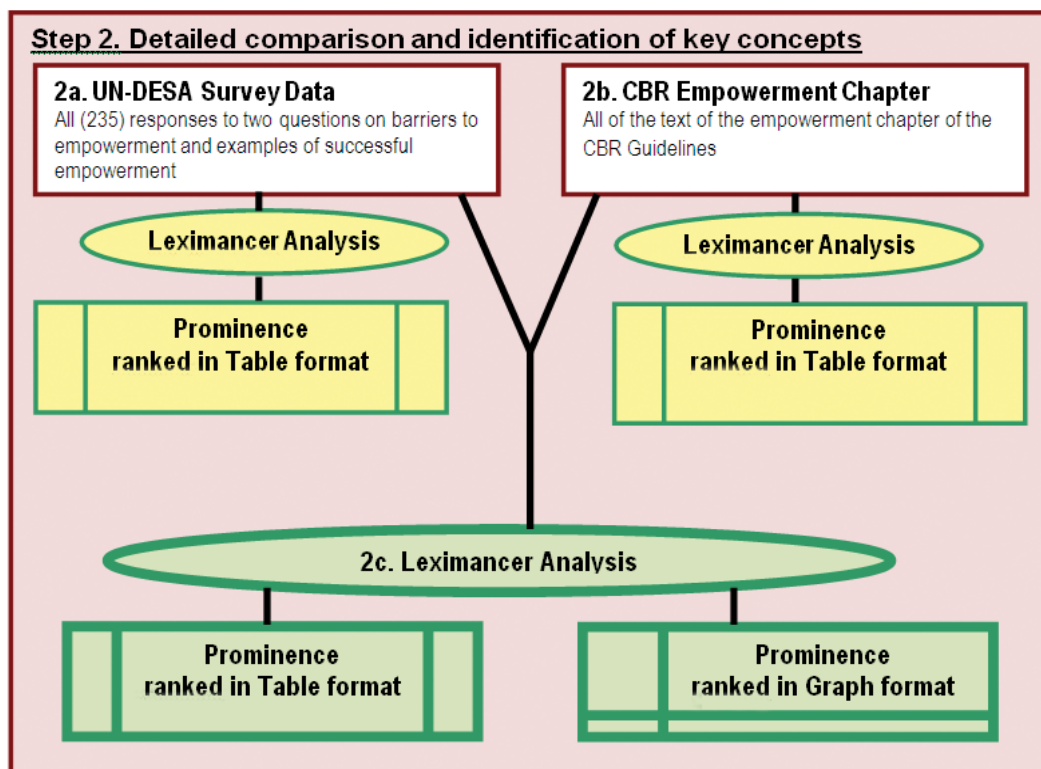 Step 2. Detailed comparison and identification of key concepts
2a. UN-DESA Survey Data
All (235) responses to two questions on barriers to
empowerment and examples of successful
empowerment
2b. CBR Empowerment Chapter
All of the text of the empowerment chapter of the
CBR Guidelines
Leximancer Analysis
Leximancer Analysis
Prominence
ranked in Table format
Prominence
ranked in Table format
2c. Leximancer Analysis
Prominence
ranked in Table format
Prominence
ranked in Graph format